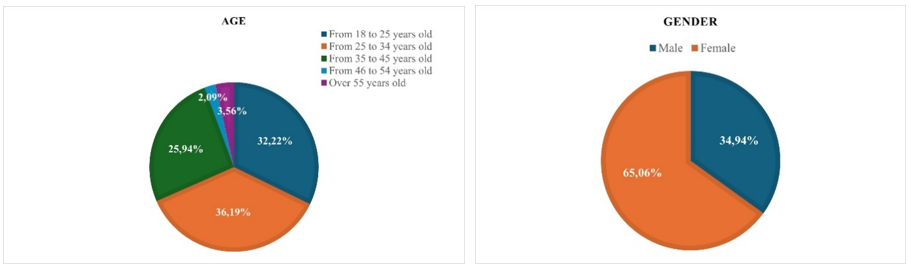 AGE
From 18 to 25 years old
From 25 to 34 years old
From 35 to 45 years old
From 46 to 54 years old
Over 55 years old
2,09%
3,56%
32,22%
25,94%
36,19%
GENDER
Male Female
34,94%
65,06%